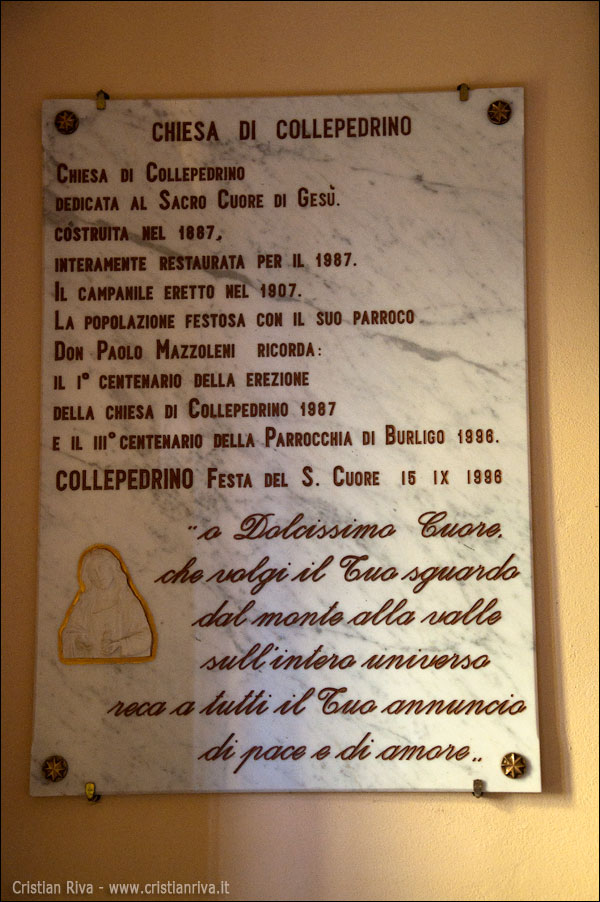 CHIESA DI COLLEPEDRINO
CHIESA DI COLLEPEDRINO
DEDICATA AL SACRO CUORE DI GESÙ.
COSTRUITA NEL 1887,
INTERAMENTE RESTAURATA PER IL 1987.
IL CAMPANILE ERETTO NEL 1907.
LA POPOLAZIONE FESTOSA CON IL SUO PARROCO
DON PAOLO MAZZOLENI RICORDA:
IL I° CENTENARIO DELLA EREZIONE
DELLA CHIESA DI COLLEPEDRINO 1987
E IL III° CENTENARIO DELLA PARROCCHIA DI BURLIGO 1996.
COLLEPEDRINO FESTA DEL S. CUORE 15 IX 1996
"o Dolcissimo Cuore,
che volgi il Tuo sguardo
dal monte alla valle
sull'intero universo
reca a tutti il Tuo annuncio
di pace e di amore„
Cristian Riva - www.cristianriva.it